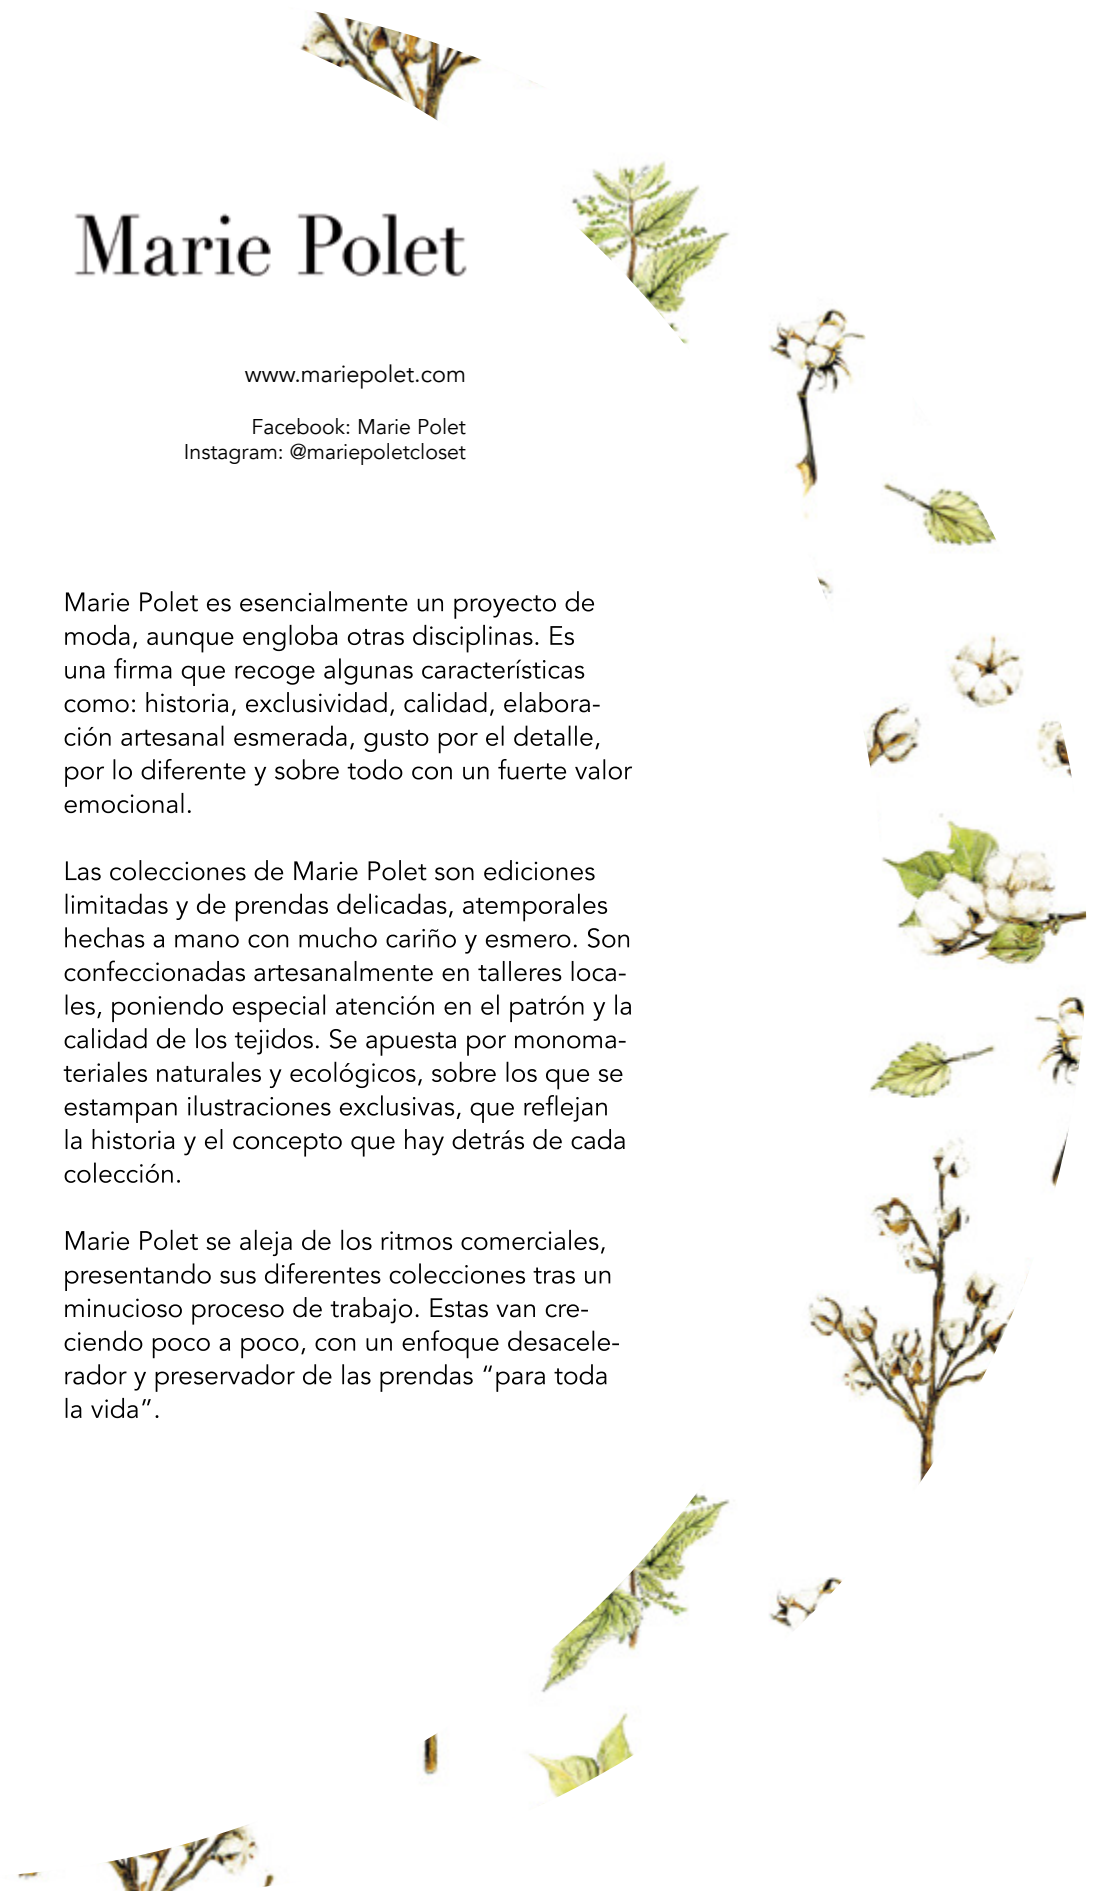 Marie Polet
www.mariepolet.com
Facebook: Marie Polet
Instagram: @mariepoletcloset
Marie Polet es esencialmente un proyecto de
moda, aunque engloba otras disciplinas. Es
una firma que recoge algunas características
como: historia, exclusividad, calidad, elabora-
ción artesanal esmerada, gusto por el detalle,
por lo diferente y sobre todo con un fuerte valor
emocional.
Las colecciones de Marie Polet son ediciones
limitadas y de prendas delicadas, atemporales
hechas a mano con mucho cariño y esmero. Son
confeccionadas artesanalmente en talleres loca-
les, poniendo especial atención en el patrón y la
calidad de los tejidos. Se apuesta por monoma-
teriales naturales y ecológicos, sobre los que se
estampan ilustraciones exclusivas, que reflejan
la historia y el concepto que hay detrás de cada
colección.
Marie Polet se aleja de los ritmos comerciales,
presentando sus diferentes colecciones tras un
minucioso proceso de trabajo. Estas van cre-
ciendo poco a poco, con un enfoque desacele-
rador y preservador de las prendas “para toda
la vida”.